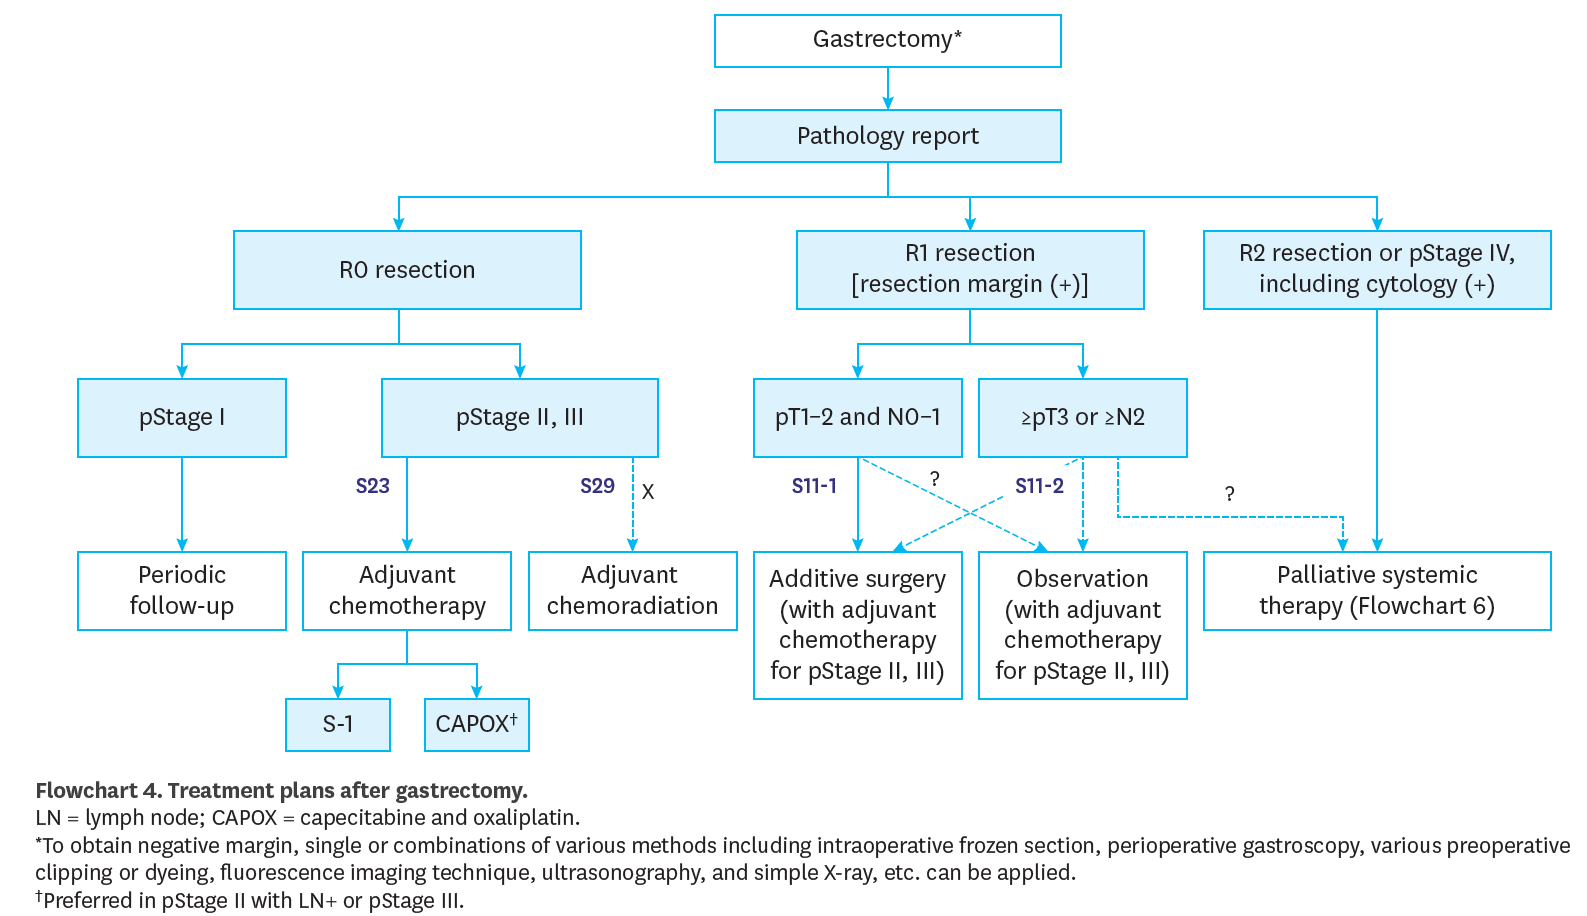 Gastrectomy*
Pathology report
R0 resection
R1 resection
[resection margin (+)]
R2 resection or pStage IV,
including cytology (+)
pStage I
pStage II, III
pT1–2 and N0–1
≥pT3 or ≥N2
S23
S29
X
S11-1
?
S11-2
?
Periodic
follow-up
Adjuvant
chemotherapy
Adjuvant
chemoradiation
Additive surgery
(with adjuvant
chemotherapy
for pStage II, III)
Observation
(with adjuvant
chemotherapy
for pStage II, III)
Palliative systemic
therapy (Flowchart 6)
S-1
CAPOX†
Flowchart 4. Treatment plans after gastrectomy.
LN = lymph node; CAPOX = capecitabine and oxaliplatin.
*To obtain negative margin, single or combinations of various methods including intraoperative frozen section, perioperative gastroscopy, various preoperative
clipping or dyeing, fluorescence imaging technique, ultrasonography, and simple X-ray, etc. can be applied.
†Preferred in pStage II with LN+ or pStage III.